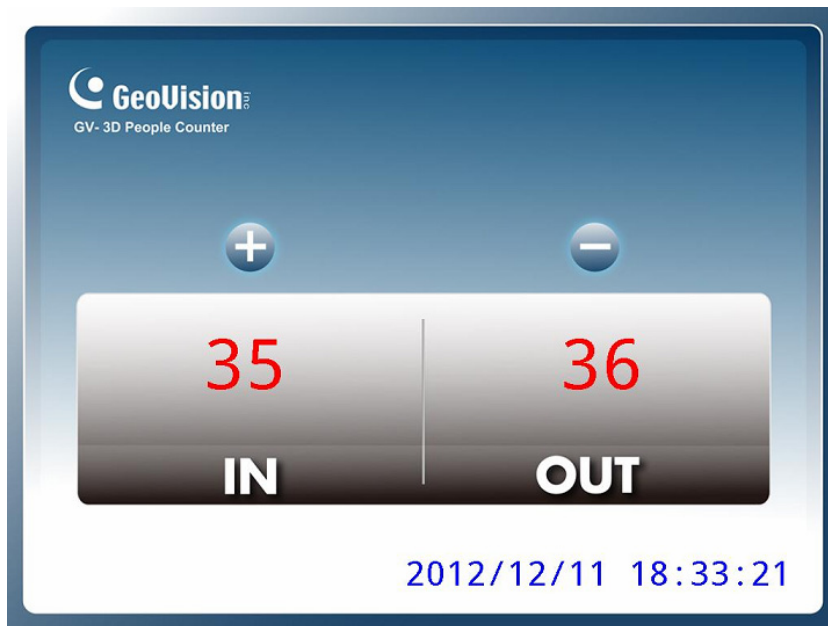 GeoVision inc
GV- 3D People Counter
+ −
35 36
IN OUT
2012/12/11 18:33:21